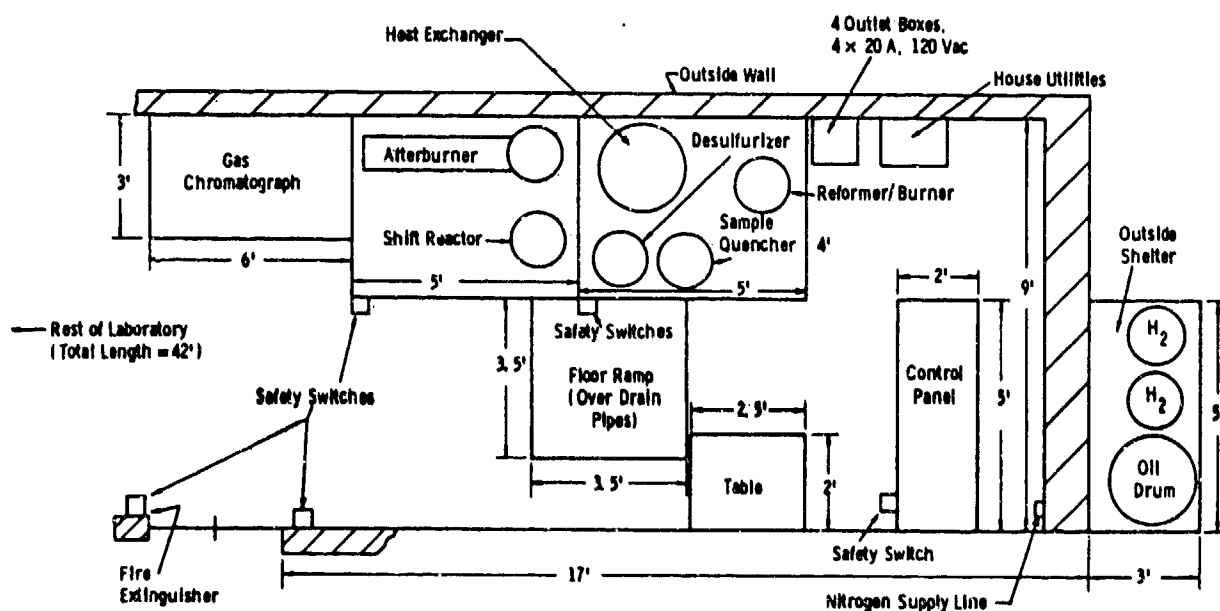 4 Outlet Boxes,
4 × 20 A, 120 Vac
Heat Exchanger
Outside Wall
House Utilities
Desulfurizer
Gas
Chromatograph
Afterburner
3'
Reformer/Burner
Shift Reactor
Sample
Quencher
4'
Outside
Shelter
6'
5'
5'
2'
9'
Rest of Laboratory
(Total Length = 42')
Safety Switches
H2
3.5'
Floor Ramp
(Over Drain
Pipes)
Control
Panel
5'
5'
Safety Switches
2.5'
H2
3.5'
Table
2'
Oil
Drum
Safety Switch
Fire
Extinguisher
17'
3'
Nitrogen Supply Line